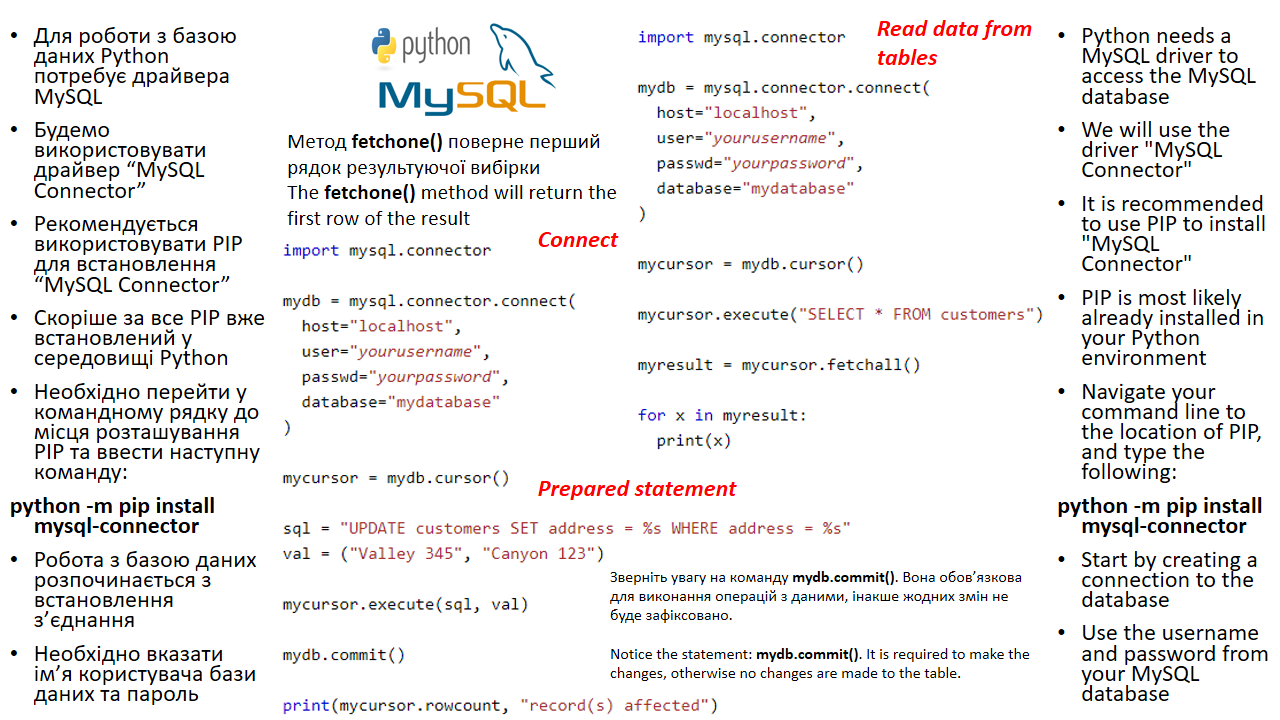 • Для роботи з базою
даних Python
потребує драйвера
MySQL
• Будемо
використовувати
драйвер “MySQL
Connector”
• Рекомендується
використовувати PIP
для встановлення
“MySQL Connector”
• Скоріше за все PIP вже
встановлений у
середовищі Python
• Необхідно перейти у
командному рядку до
місця розташування
PIP та ввести наступну
команду:
python -m pip install
mysql-connector
• Робота з базою даних
розпочинається з
встановлення
з’єднання
• Необхідно вказати
ім’я користувача бази
даних та пароль
python
MySQL
Метод fetchone() поверне перший
рядок результуючої вибірки
The fetchone() method will return the
first row of the result
Connect
import mysql.connector
mydb = mysql.connector.connect(
  host="localhost",
  user="yourusername",
  passwd="yourpassword",
  database="mydatabase"
)
mycursor = mydb.cursor()
Prepared statement
sql = "UPDATE customers SET address = %s WHERE address = %s"
val = ("Valley 345", "Canyon 123")
mycursor.execute(sql, val)
mydb.commit()
print(mycursor.rowcount, "record(s) affected")
Зверніть увагу на команду mydb.commit(). Вона обов’язкова
для виконання операцій з даними, інакше жодних змін не
буде зафіксовано.
Notice the statement: mydb.commit(). It is required to make the
changes, otherwise no changes are made to the table.
Read data from
tables
import mysql.connector
mydb = mysql.connector.connect(
  host="localhost",
  user="yourusername",
  passwd="yourpassword",
  database="mydatabase"
)
mycursor = mydb.cursor()
mycursor.execute("SELECT * FROM customers")
myresult = mycursor.fetchall()
for x in myresult:
  print(x)
• Python needs a
MySQL driver to
access the MySQL
database
• We will use the
driver "MySQL
Connector"
• It is recommended
to use PIP to install
"MySQL
Connector"
• PIP is most likely
already installed in
your Python
environment
• Navigate your
command line to
the location of PIP,
and type the
following:
python -m pip install
mysql-connector
• Start by creating a
connection to the
database
• Use the username
and password from
your MySQL
database